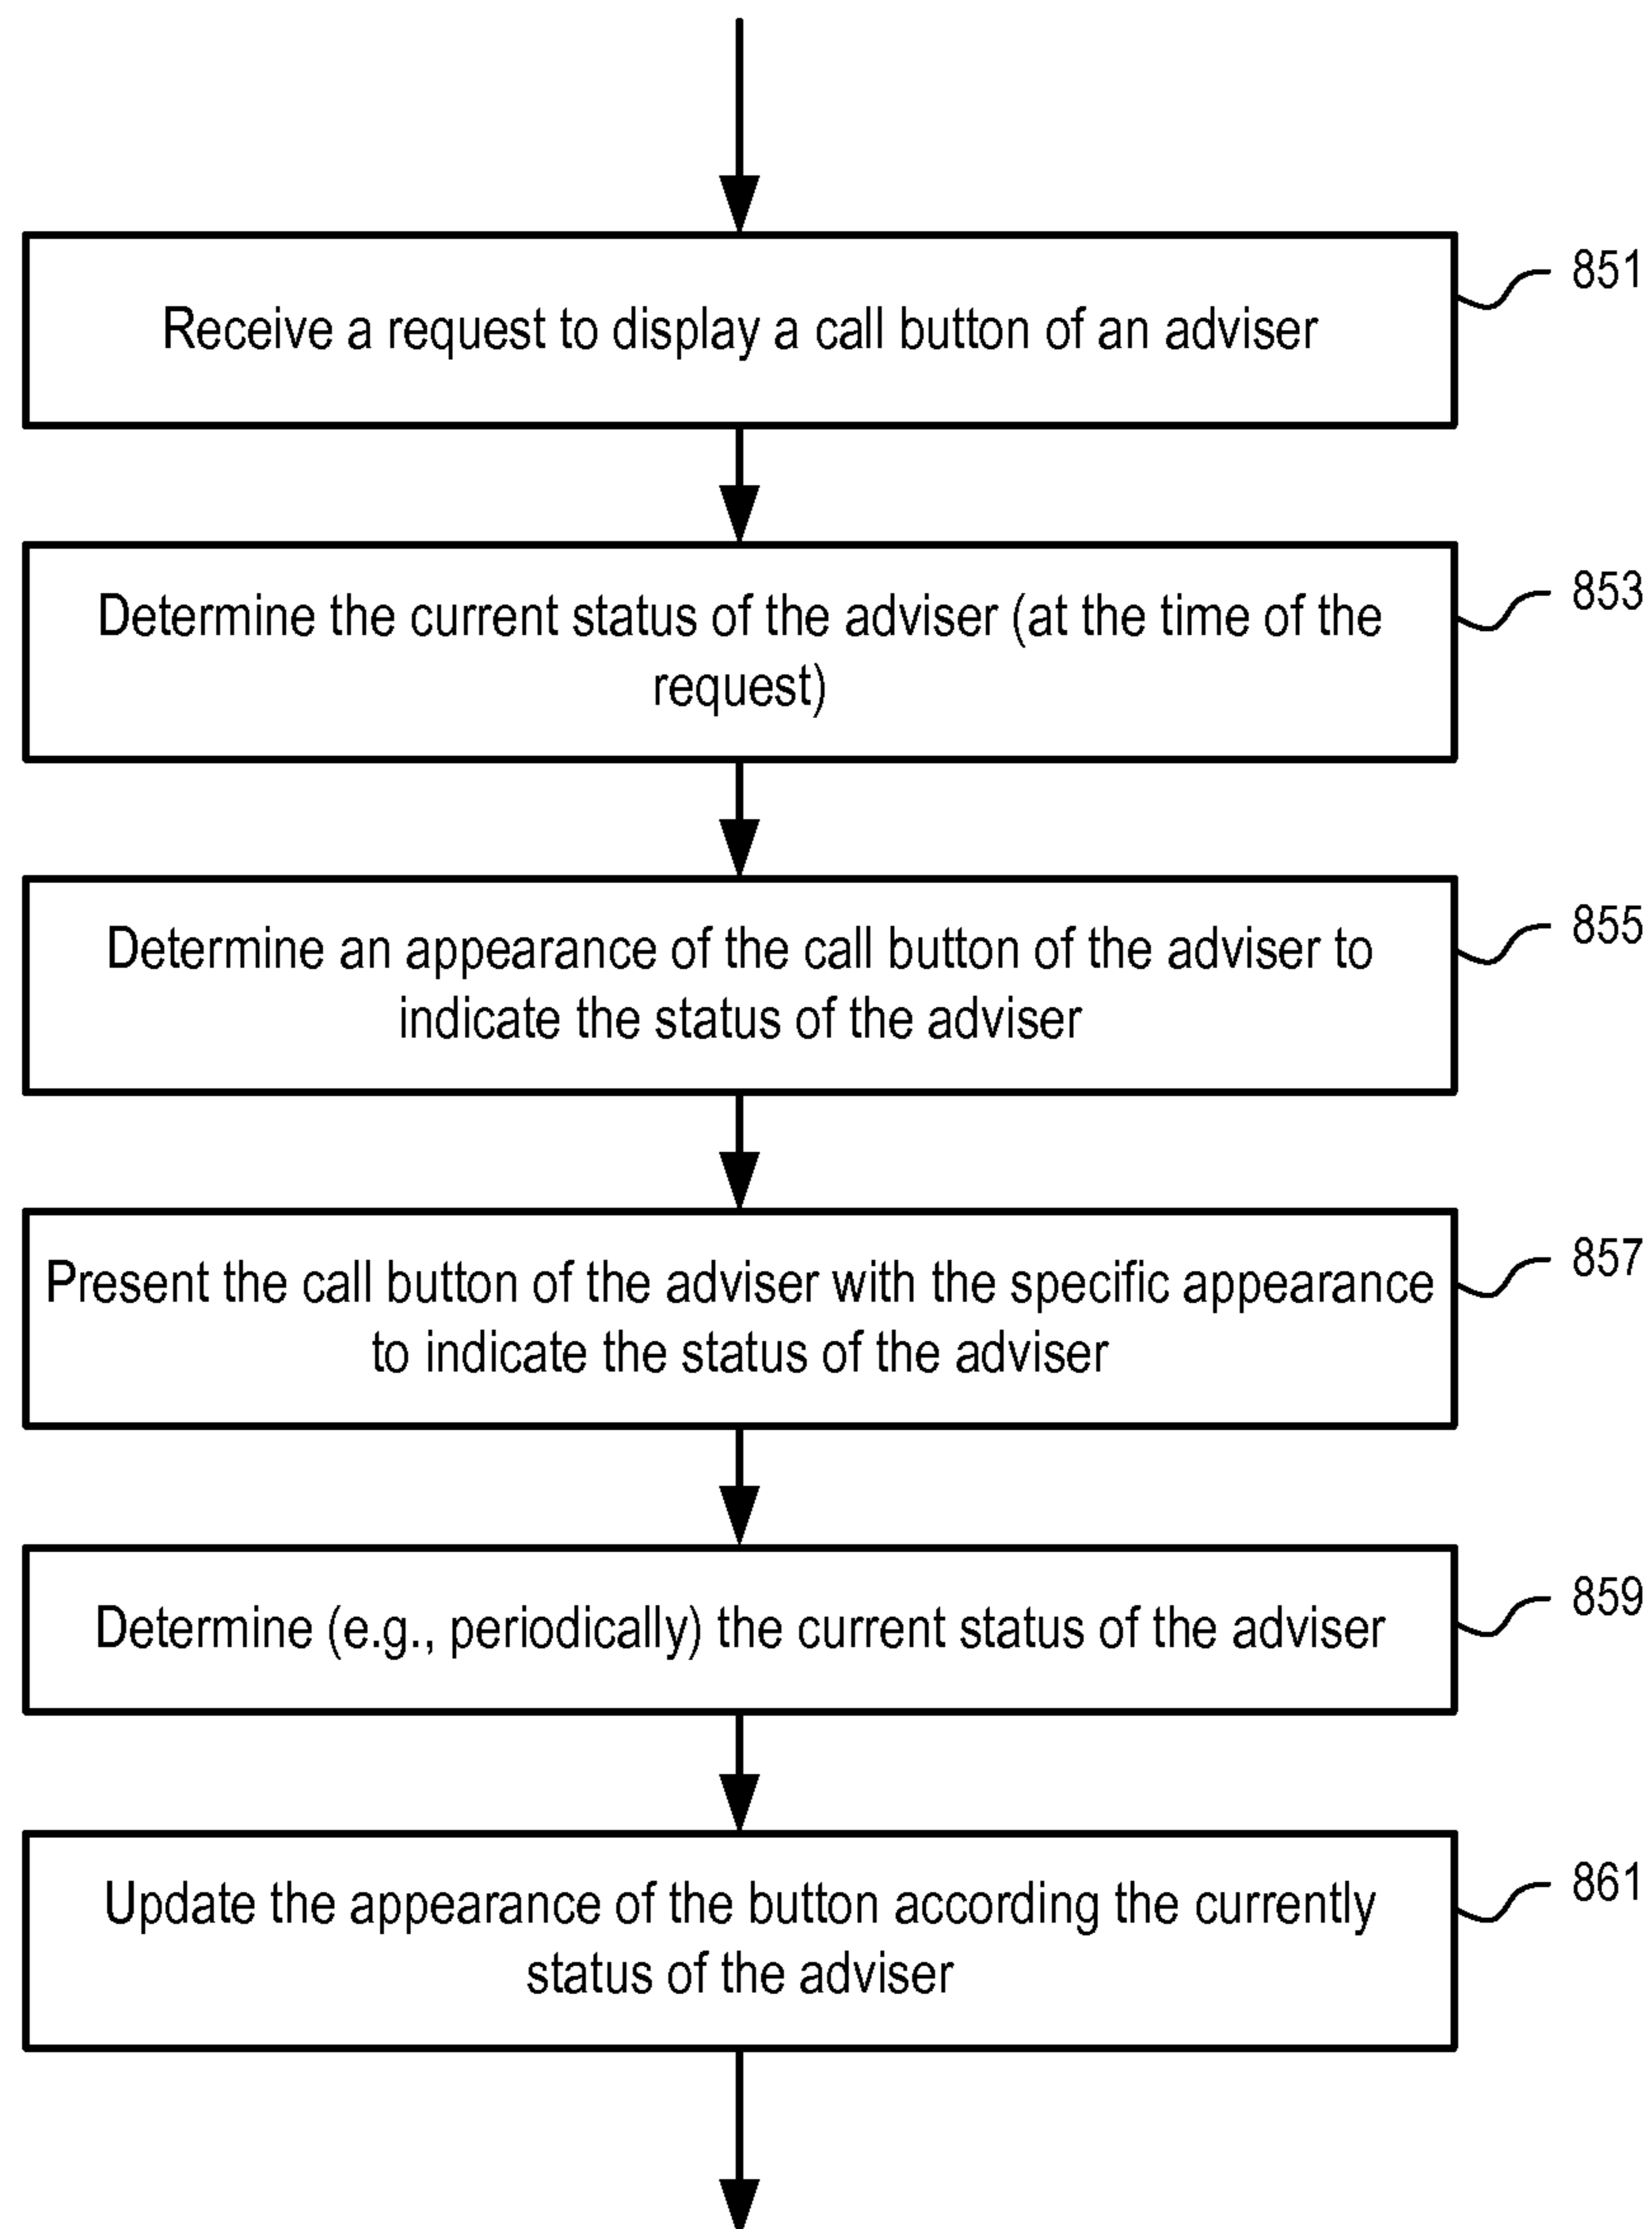 Receive a request to display a call button of an adviser
851
Determine the current status of the adviser (at the time of the
request)
853
Determine an appearance of the call button of the adviser to
indicate the status of the adviser
855
Present the call button of the adviser with the specific appearance
to indicate the status of the adviser
857
Determine (e.g., periodically) the current status of the adviser
859
Update the appearance of the button according the currently
status of the adviser
861